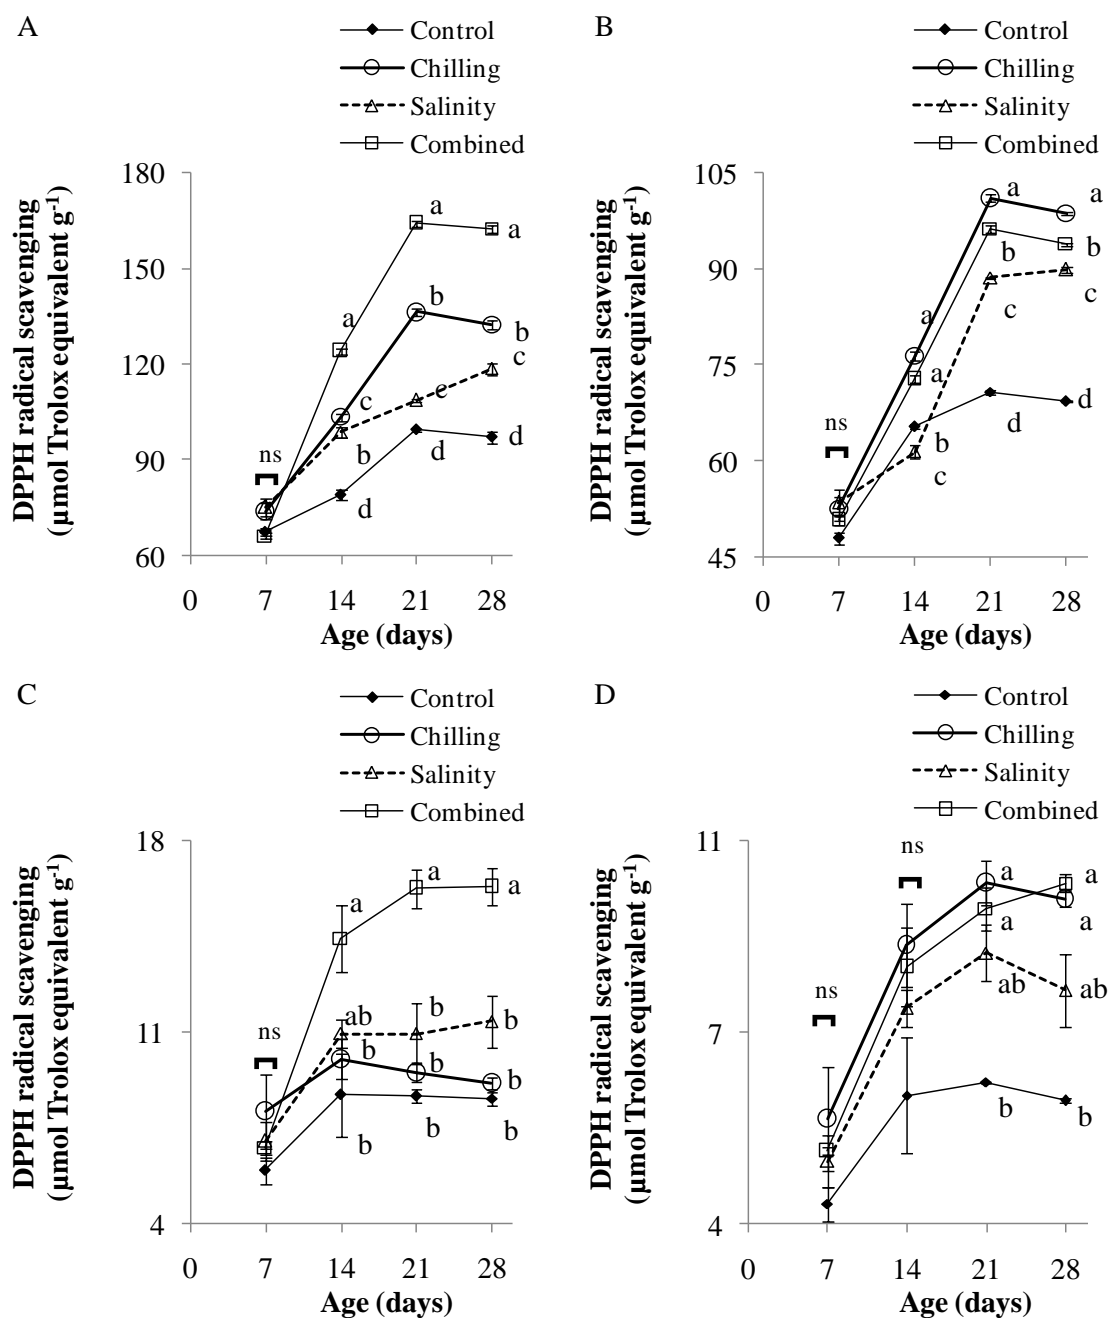 A
Control
Chilling
Salinity
Combined
DPPH radical scavenging
(µmol Trolox equivalent g-1)
180
150
120
90
60
ns
a
c
b
d
a
b
c
d
a
b
c
d
0 7 14 21 28
Age (days)
B
Control
Chilling
Salinity
Combined
DPPH radical scavenging
(µmol Trolox equivalent g-1)
105
90
75
60
45
ns
a
a
b
c
a
b
c
d
a
b
c
d
0 7 14 21 28
Age (days)
C
Control
Chilling
Salinity
Combined
DPPH radical scavenging
(µmol Trolox equivalent g-1)
18
11
4
ns
a
ab
b
b
a
b
b
b
a
b
b
b
0 7 14 21 28
Age (days)
D
Control
Chilling
Salinity
Combined
DPPH radical scavenging
(µmol Trolox equivalent g-1)
11
7
4
ns
ns
a
a
ab
b
a
a
ab
b
0 7 14 21 28
Age (days)